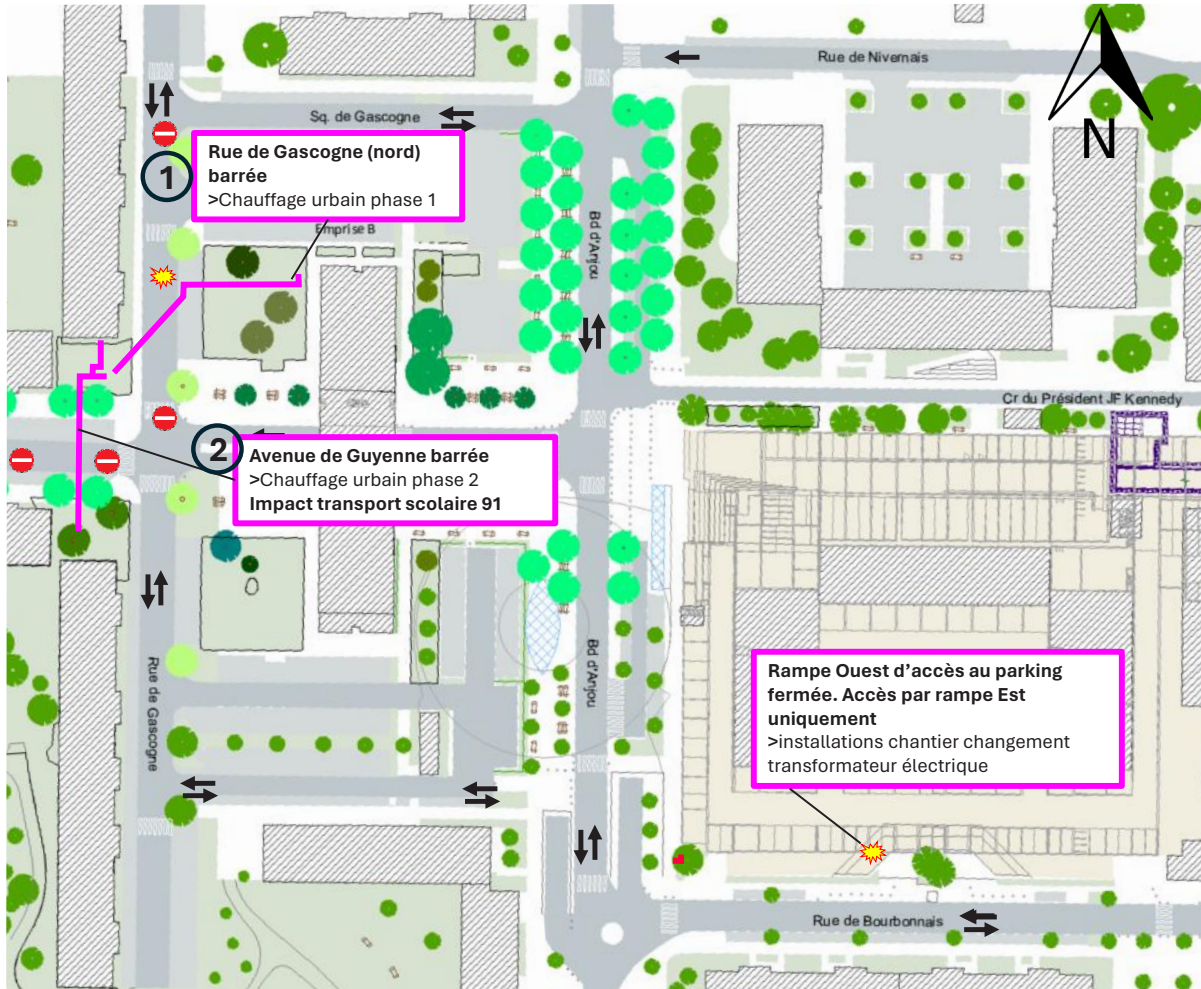 Rue de Nivernais
N
Sq. de Gascogne
1
Rue de Gascogne (nord)
barrée
>Chauffage urbain phase 1
Emprise B
Bd d'Anjou
Cr du Président JF Kennedy
2
Avenue de Guyenne barrée
>Chauffage urbain phase 2
Impact transport scolaire 91
Rue de Gascogne
Bd d'Anjou
Rampe Ouest d’accès au parking
fermée. Accès par rampe Est
uniquement
>installations chantier changement
transformateur électrique
Rue de Bourbonnais